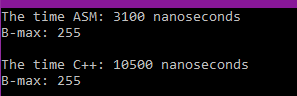 The time ASM: 3100 nanoseconds
B-max: 255
The time C++: 10500 nanoseconds
B-max: 255